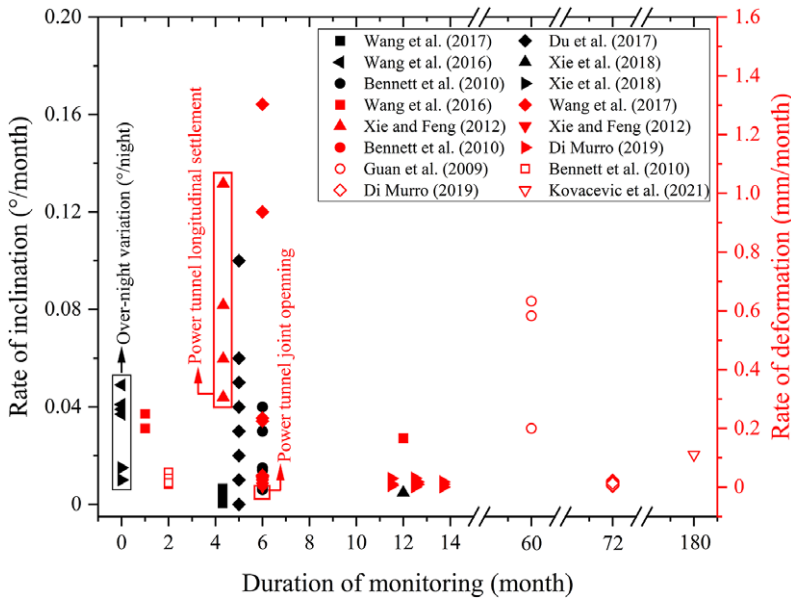 0.20
0.16
0.12
0.08
0.04
0
Rate of inclination (°/month)
1.6
1.4
1.2
1.0
0.8
0.6
0.4
0.2
0
Rate of deformation (mm/month)
Wang et al. (2017)
Du et al. (2017)
Wang et al. (2016)
Xie et al. (2018)
Bennett et al. (2010)
Xie et al. (2018)
Wang et al. (2016)
Wang et al. (2017)
Xie and Feng (2012)
Xie and Feng (2012)
Bennett et al. (2010)
Di Murro (2019)
Guan et al. (2009)
Bennett et al. (2010)
Di Murro (2019)
Kovacevic et al. (2021)
Over-night variation (°/night)
Power tunnel longitudinal settlement
Power tunnel joint openning
0 2 4 6 8 10 12 14 60 72 180
Duration of monitoring (month)